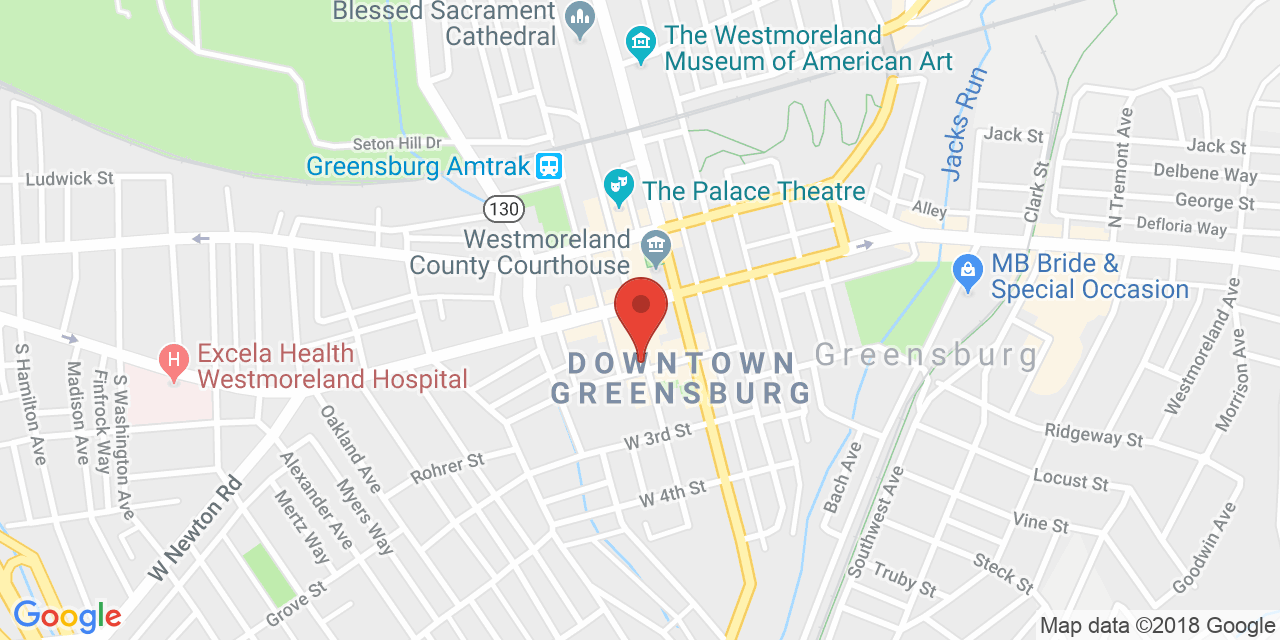 Blessed Sacrament
Cathedral
The Westmoreland
Museum of American Art
Jacks Run
Seton Hill Dr
Greensburg Amtrak
Ludwick St
The Palace Theatre
130
Westmoreland
County Courthouse
Jack St
Jack St
Delbene Way
George St
Defloria Way
N Tremont Ave
Clark St
Alley
MB Bride &
Special Occasion
Excela Health
Westmoreland Hospital
H
DOWNTOWN
GREENSBURG
Greensburg
S Hamilton Ave
Madison Ave
Finfrock Way
S Washington Ave
Oakland Ave
Alexander Ave
Myers Way
Mertz Way
Rohrer St
W Newton Rd
Grove St
W 3rd St
W 4th St
Bach Ave
Southwest Ave
Westmoreland Ave
Morrison Ave
Ridgeway St
Locust St
Vine St
Steck St
Truby St
Goodwin Ave
Google
Map data ©2018 Google